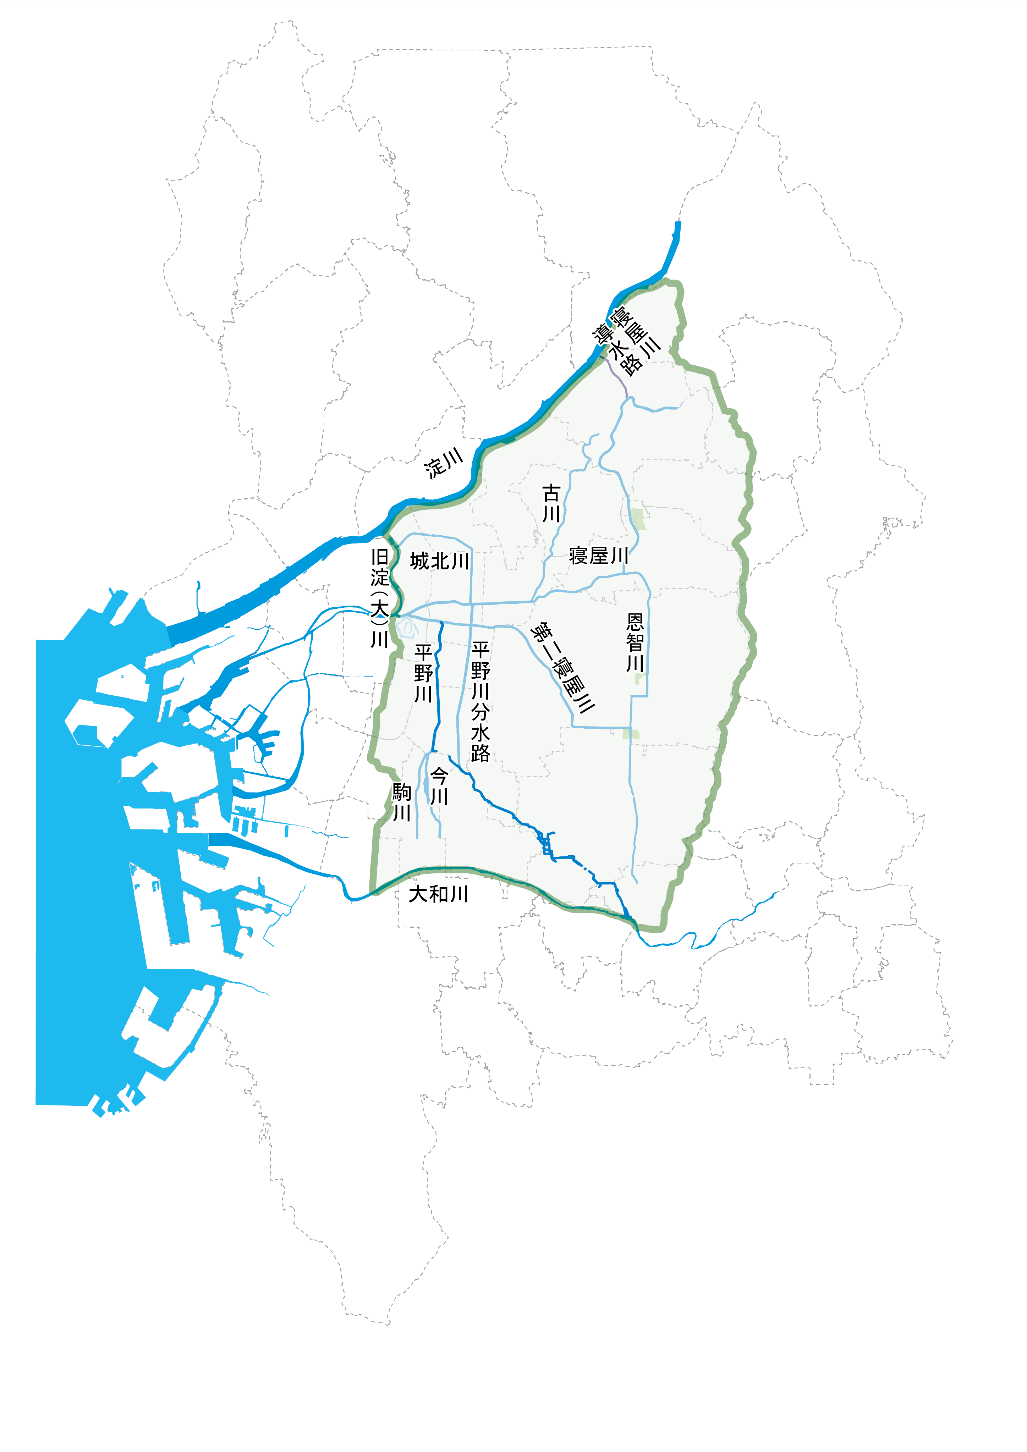 寝屋川
導水路
淀川
古川
旧淀（大）川
城北川
寝屋川
恩智川
第二寝屋川
平野川
平野川分水路
今川
駒川
大和川